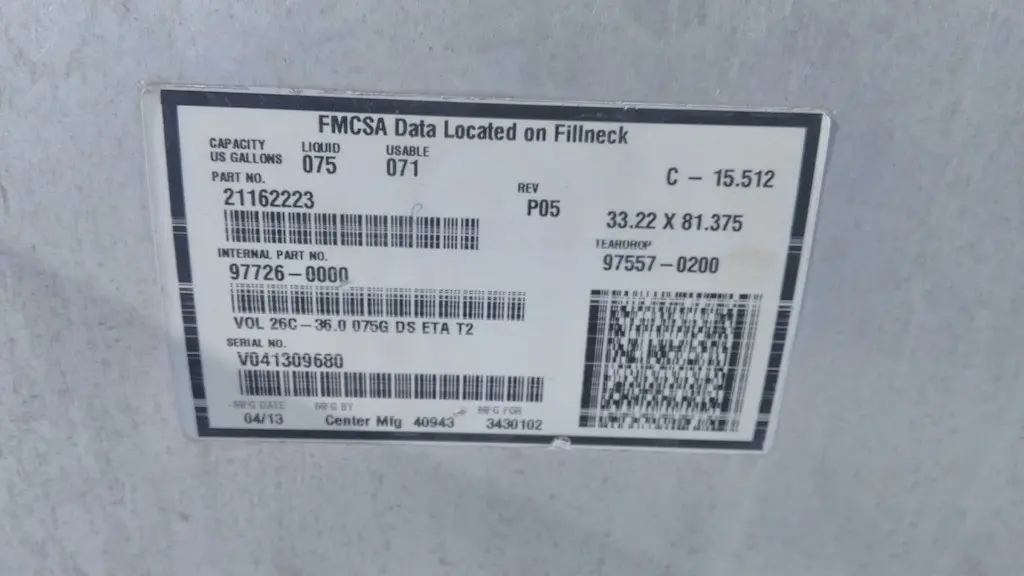 FMCSA Data Located on Fillneck
CAPACITY US GALLONS
LIQUID 075
USABLE 071
PART NO.
21162223
REV
P05
C - 15.512
33.22 X 81.375
TEARDROP
97557-0200
INTERNAL PART NO.
97726-0000
VOL 26C-36.0 075G DS ETA T2
SERIAL NO.
V041309680
MFG DATE
04/13
MFG BY
Center Mfg 40943
MFG FOR
3430102